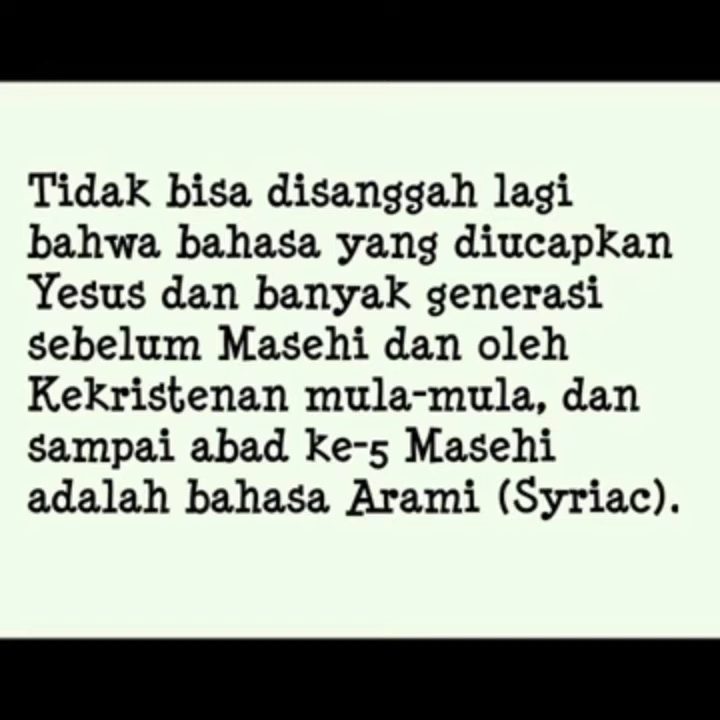 Tidak bisa disanggah lagi
bahwa bahasa yang diucapkan
Yesus dan banyak generasi
sebelum Masehi dan oleh
Kekristenan mula-mula, dan
sampai abad ke-5 Masehi
adalah bahasa Arami (Syriac).